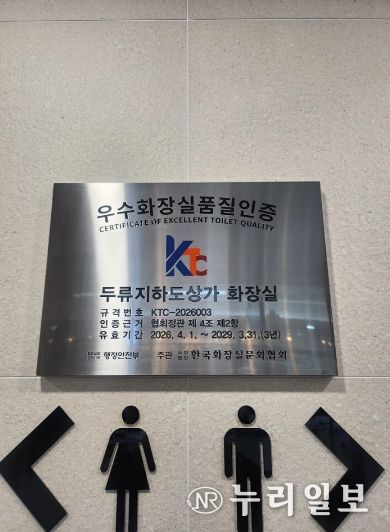 우수화장실품질인증
CERTIFICATE OF EXCELLENT TOILET QUALITY
KTC
두류지하도상가 화장실
규격번호 KTC-2026003
인증근거 협회정관 제 4조 제2항
유효기간 2026. 4. 1. ~ 2029. 3.31.(3년)
행정안전부 주관 한국화장실문화협회
NR 누리일보